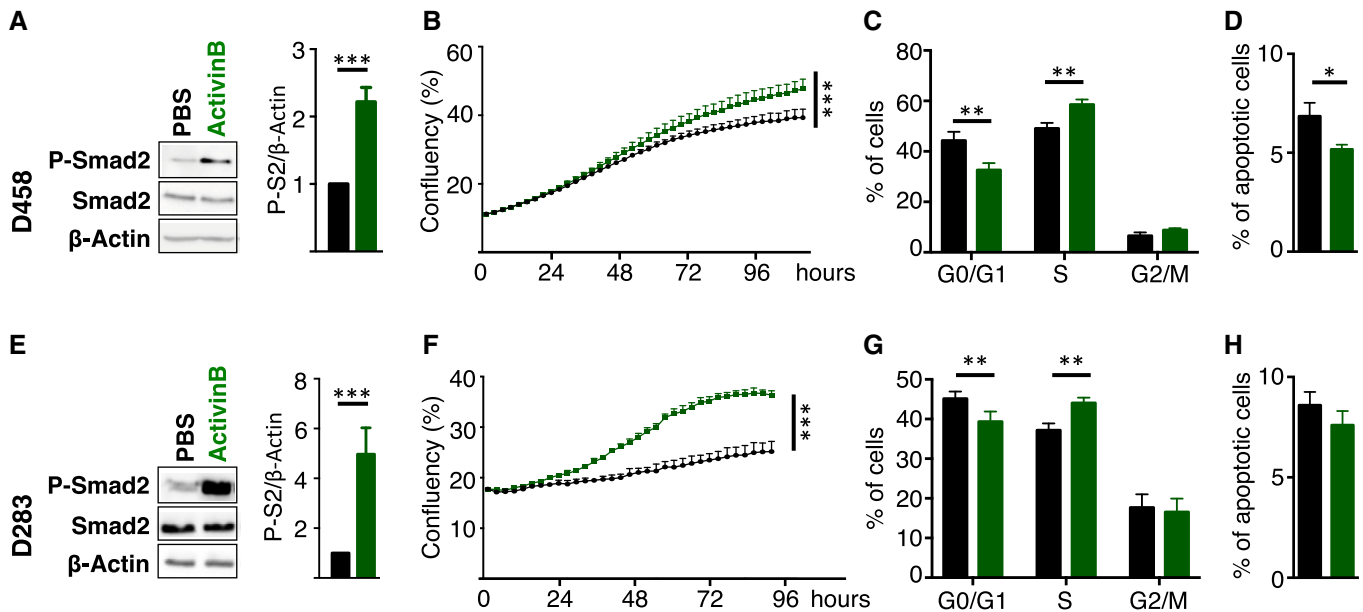 A
D458
PBS
ActivinB
P-Smad2
Smad2
β-Actin
P-S2/β-Actin
3
2
1
***
B
Confluency (%)
60
40
20
0
0 24 48 72 96 hours
***
C
% of cells
80
60
40
20
0
**
**
G0/G1 S G2/M
D
% of apoptotic cells
10
5
0
*
E
D283
PBS
ActivinB
P-Smad2
Smad2
β-Actin
P-S2/β-Actin
8
6
4
2
***
F
Confluency (%)
40
30
20
10
0
0 24 48 72 96 hours
***
G
% of cells
50
40
30
20
10
0
**
**
G0/G1 S G2/M
H
% of apoptotic cells
10
5
0